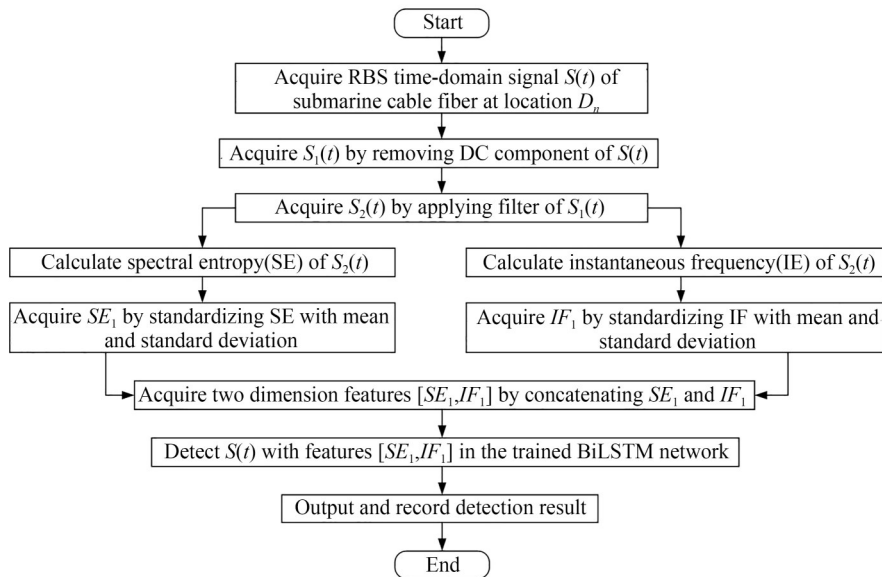 Start
Acquire RBS time-domain signal S(t) of
submarine cable fiber at location Dₙ
Acquire S₁(t) by removing DC component of S(t)
Acquire S₂(t) by applying filter of S₁(t)
Calculate spectral entropy(SE) of S₂(t)
Calculate instantaneous frequency(IE) of S₂(t)
Acquire SE₁ by standardizing SE with mean
and standard deviation
Acquire IF₁ by standardizing IF with mean and
standard deviation
Acquire two dimension features [SE₁,IF₁] by concatenating SE₁ and IF₁
Detect S(t) with features [SE₁,IF₁] in the trained BiLSTM network
Output and record detection result
End